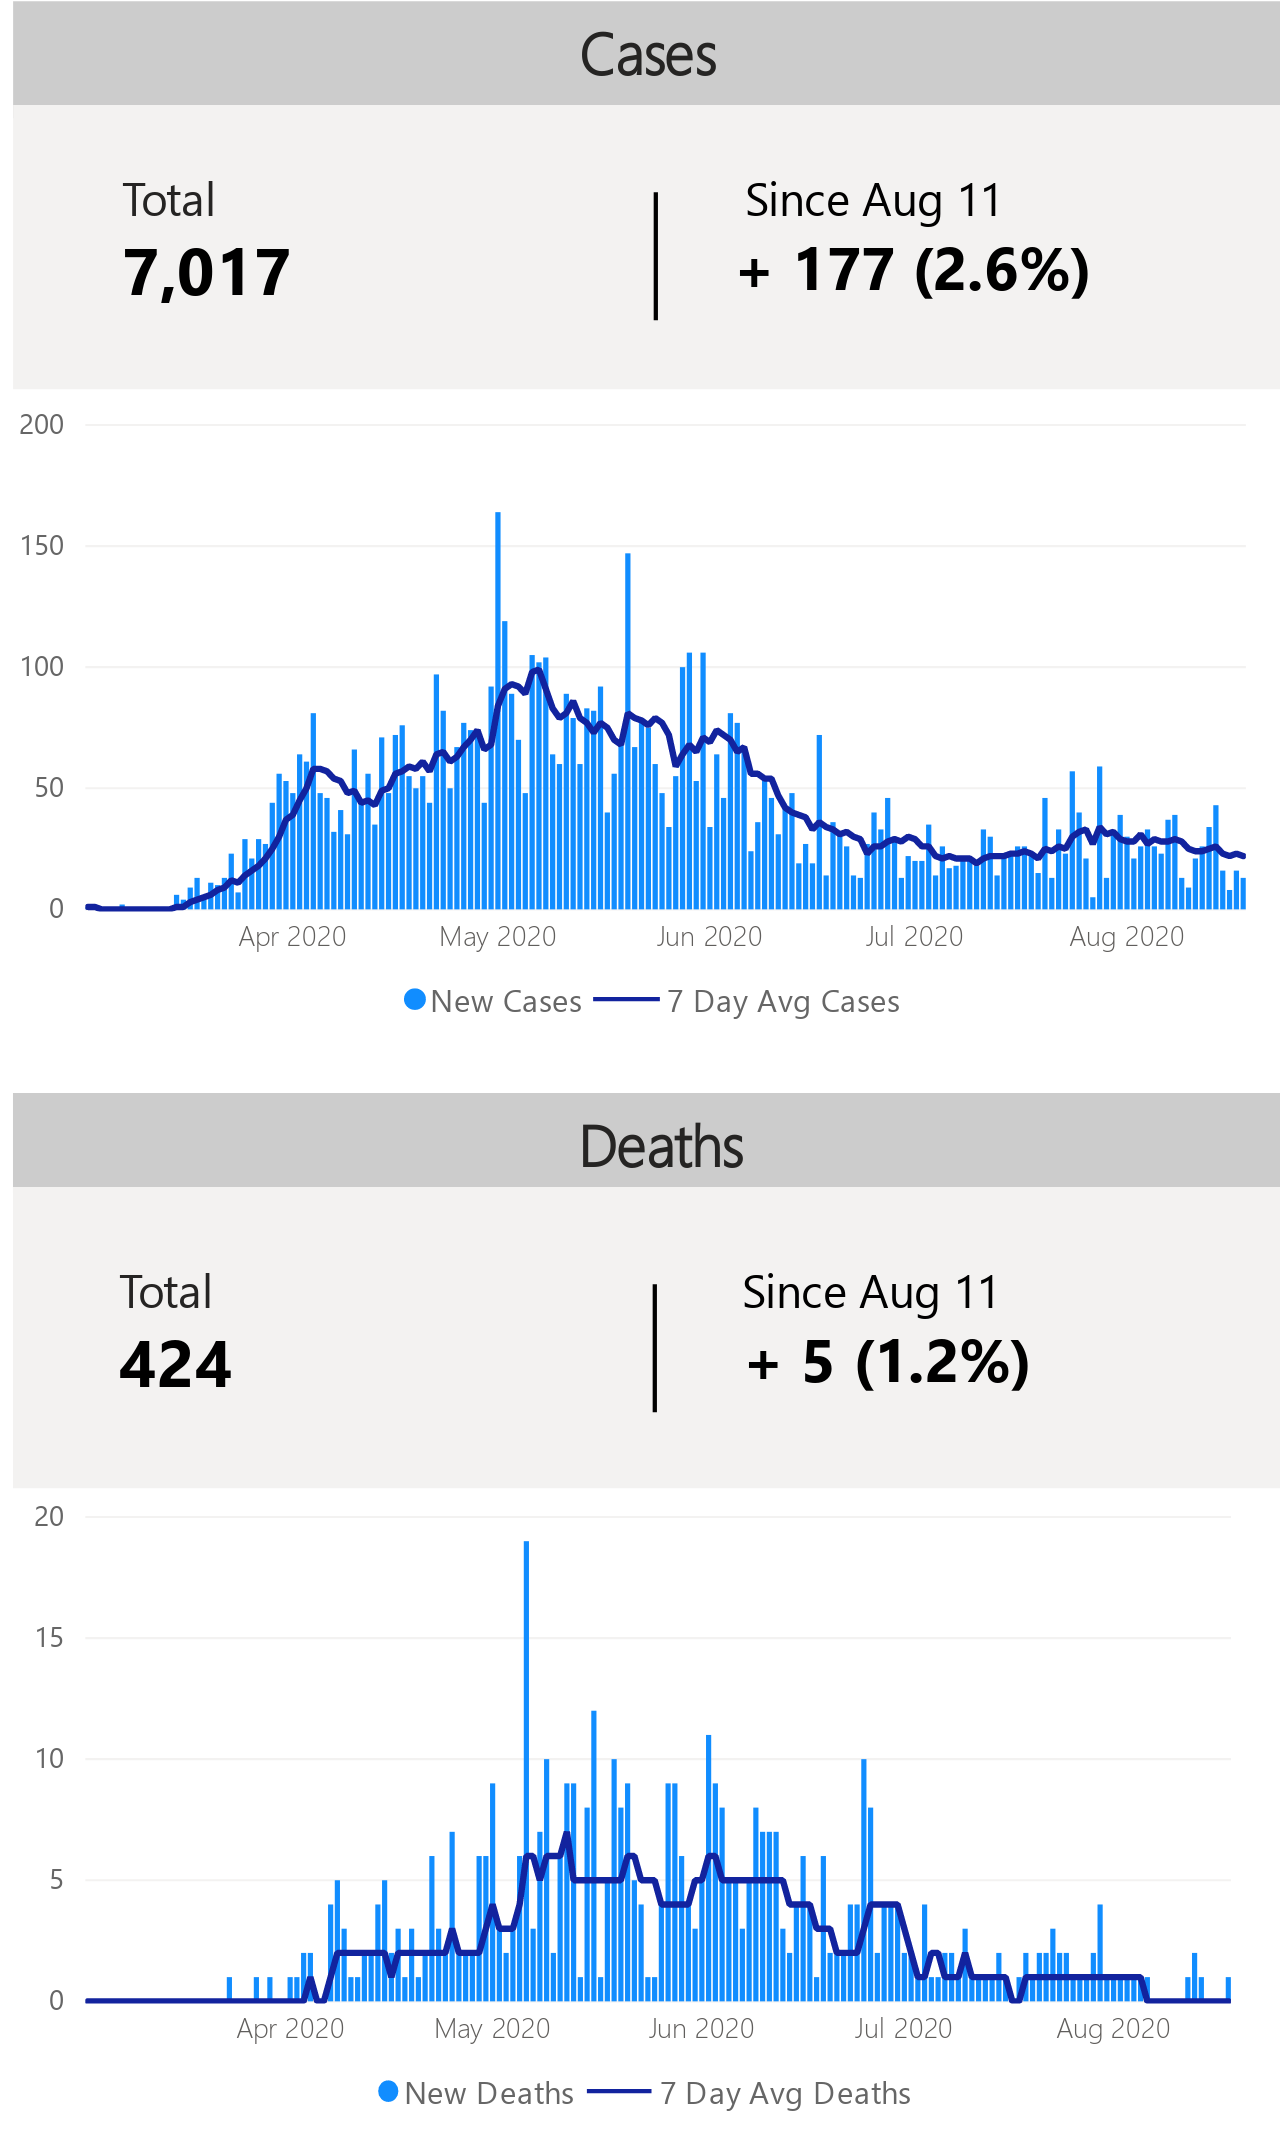 Cases
Total
7,017
Since Aug 11
+ 177 (2.6%)
200
150
100
50
0
Apr 2020
May 2020
Jun 2020
Jul 2020
Aug 2020
New Cases
7 Day Avg Cases
Deaths
Total
424
Since Aug 11
+ 5 (1.2%)
20
15
10
5
0
Apr 2020
May 2020
Jun 2020
Jul 2020
Aug 2020
New Deaths
7 Day Avg Deaths